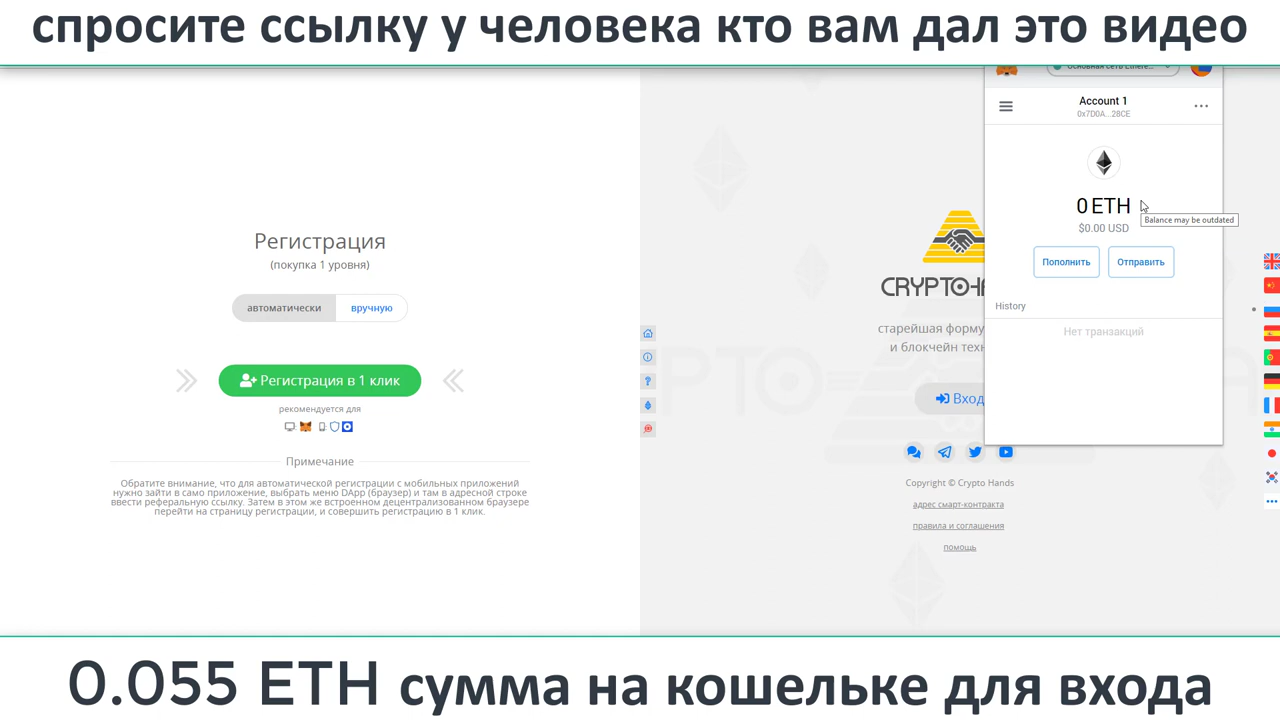 спросите ссылку у человека кто вам дал это видео
Регистрация
(покупка 1 уровня)
автоматически
вручную
Регистрация в 1 клик
рекомендуется для
Примечание
Обратите внимание, что для автоматической регистрации с мобильных приложений
нужно зайти в само приложение, выбрать меню DApp (браузер) и там в адресной строке
ввести реферальную ссылку. Затем в этом же встроенном децентрализованном браузере
перейти на страницу регистрации, и совершить регистрацию в 1 клик.
CRYPTO
старейшая форму
и блокчейн техн
Вход
Copyright © Crypto Hands
адрес смарт-контракта
правила и соглашения
помощь
Основная сеть Ethere...
Account 1
0x7D0A...28CE
0 ETH
Balance may be outdated
$0.00 USD
Пополнить
Отправить
History
Нет транзакций
0.055 ETH сумма на кошельке для входа